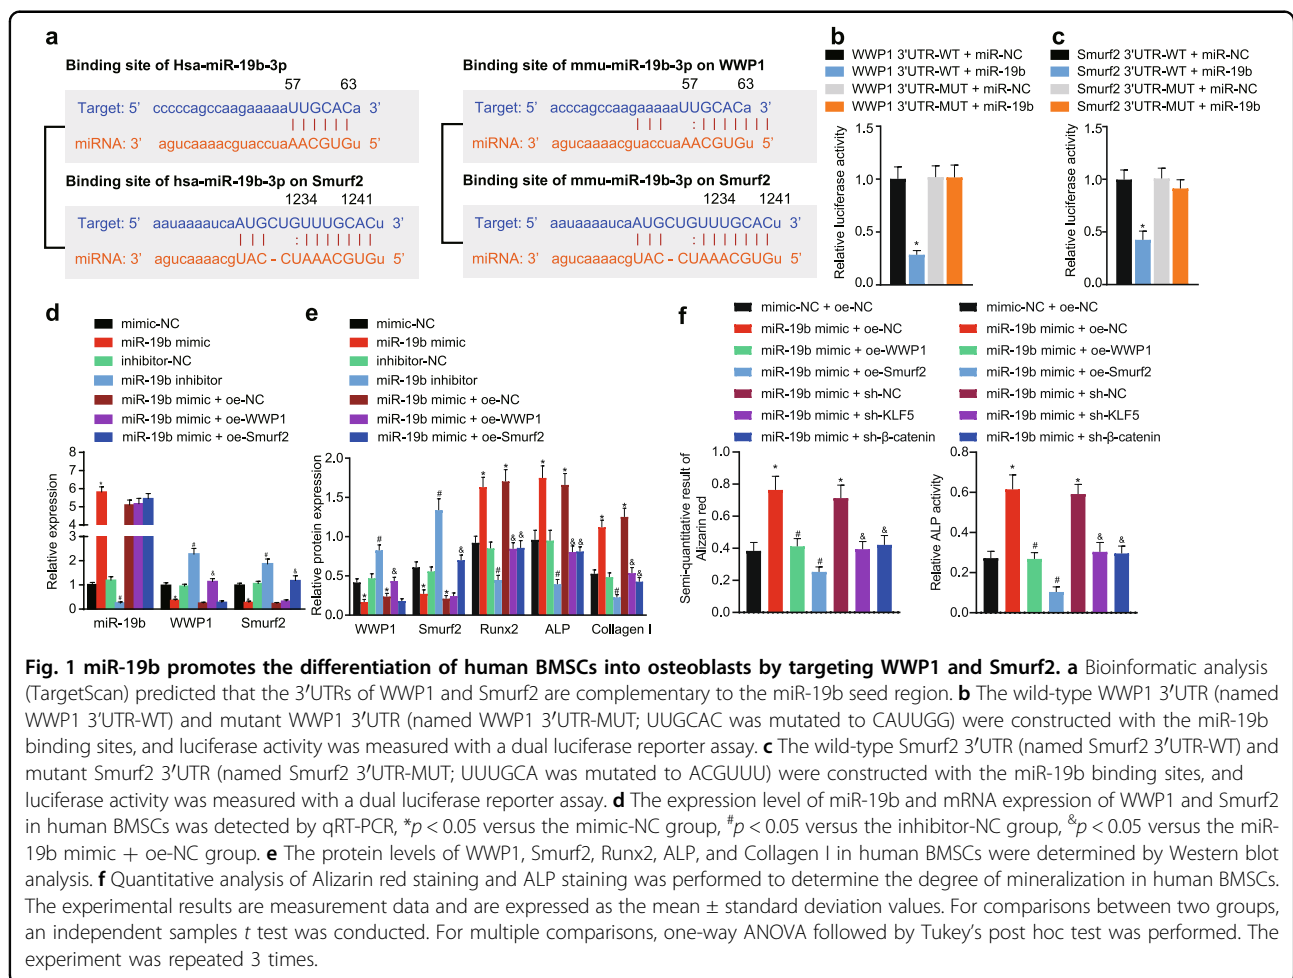 a
Binding site of Hsa-miR-19b-3p
57 63
Target: 5’ cccccagccaagaaaaaUUGCACa 3’
miRNA: 3’ agucaaaacguaccuaAACGUGu 5’
Binding site of hsa-miR-19b-3p on Smurf2
1234 1241
Target: 5’ aauaaaaucaAUGCUGUUUGCACu 3’
miRNA: 3’ agucaaaacgUAC - CUAAACGUGu 5’
Binding site of mmu-miR-19b-3p on WWP1
57 63
Target: 5’ acccagccaagaaaaaUUGCACa 3’
miRNA: 3’ agucaaaacguaccuaAACGUGu 5’
Binding site of mmu-miR-19b-3p on Smurf2
1234 1241
Target: 5’ aauaaaaucaAUGCUGUUUGCACu 3’
miRNA: 3’ agucaaaacgUAC - CUAAACGUGu 5’
b
WWP1 3'UTR-WT + miR-NC
WWP1 3'UTR-WT + miR-19b
WWP1 3'UTR-MUT + miR-NC
WWP1 3'UTR-MUT + miR-19b
Relative luciferase activity
1.5
1.0
0.5
0.0
*
c
Smurf2 3'UTR-WT + miR-NC
Smurf2 3'UTR-WT + miR-19b
Smurf2 3'UTR-MUT + miR-NC
Smurf2 3'UTR-MUT + miR-19b
Relative luciferase activity
1.5
1.0
0.5
0.0
*
d
mimic-NC
miR-19b mimic
inhibitor-NC
miR-19b inhibitor
miR-19b mimic + oe-NC
miR-19b mimic + oe-WWP1
miR-19b mimic + oe-Smurf2
Relative expression
8
7
6
5
4
3
2
1
0
* # * # & * # &
miR-19b WWP1 Smurf2
e
mimic-NC
miR-19b mimic
inhibitor-NC
miR-19b inhibitor
miR-19b mimic + oe-NC
miR-19b mimic + oe-WWP1
miR-19b mimic + oe-Smurf2
Relative protein expression
2.0
1.5
1.0
0.5
0.0
* # * & * # * & * # * & & * # * & & * # * & &
WWP1 Smurf2 Runx2 ALP Collagen I
f
mimic-NC + oe-NC
miR-19b mimic + oe-NC
miR-19b mimic + oe-WWP1
miR-19b mimic + oe-Smurf2
miR-19b mimic + sh-NC
miR-19b mimic + sh-KLF5
miR-19b mimic + sh-β-catenin
Semi-quantitative result of
Alizarin red
1.0
0.8
0.6
0.4
0.2
0.0
* # # * & &
mimic-NC + oe-NC
miR-19b mimic + oe-NC
miR-19b mimic + oe-WWP1
miR-19b mimic + oe-Smurf2
miR-19b mimic + sh-NC
miR-19b mimic + sh-KLF5
miR-19b mimic + sh-β-catenin
Relative ALP activity
0.8
0.6
0.4
0.2
0.0
* # # * & &
Fig. 1 miR-19b promotes the differentiation of human BMSCs into osteoblasts by targeting WWP1 and Smurf2. a Bioinformatic analysis
(TargetScan) predicted that the 3′UTRs of WWP1 and Smurf2 are complementary to the miR-19b seed region. b The wild-type WWP1 3′UTR (named
WWP1 3′UTR-WT) and mutant WWP1 3′UTR (named WWP1 3′UTR-MUT; UUGCAC was mutated to CAUUGG) were constructed with the miR-19b
binding sites, and luciferase activity was measured with a dual luciferase reporter assay. c The wild-type Smurf2 3′UTR (named Smurf2 3′UTR-WT) and
mutant Smurf2 3′UTR (named Smurf2 3′UTR-MUT; UUUGCA was mutated to ACGUUU) were constructed with the miR-19b binding sites, and
luciferase activity was measured with a dual luciferase reporter assay. d The expression level of miR-19b and mRNA expression of WWP1 and Smurf2
in human BMSCs was detected by qRT-PCR, *p < 0.05 versus the mimic-NC group, #p < 0.05 versus the inhibitor-NC group, &p < 0.05 versus the miR-
19b mimic + oe-NC group. e The protein levels of WWP1, Smurf2, Runx2, ALP, and Collagen I in human BMSCs were determined by Western blot
analysis. f Quantitative analysis of Alizarin red staining and ALP staining was performed to determine the degree of mineralization in human BMSCs.
The experimental results are measurement data and are expressed as the mean ± standard deviation values. For comparisons between two groups,
an independent samples t test was conducted. For multiple comparisons, one-way ANOVA followed by Tukey’s post hoc test was performed. The
experiment was repeated 3 times.